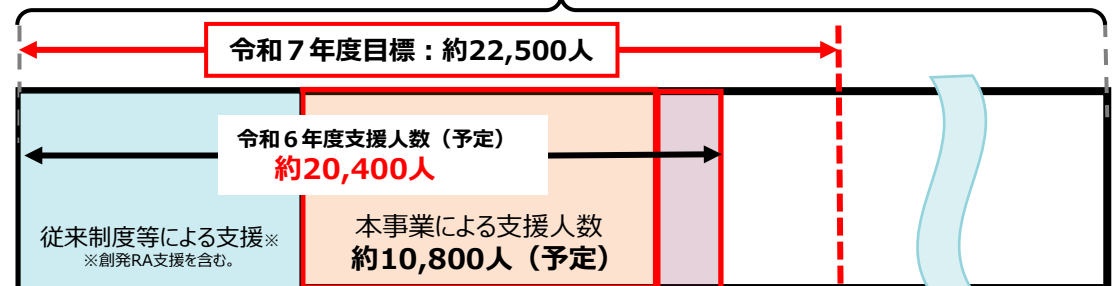 令和７年度目標：約22,500人
令和６年度支援人数（予定）
約20,400人
従来制度等による支援※
※創発RA支援を含む。
本事業による支援人数
約10,800人（予定）